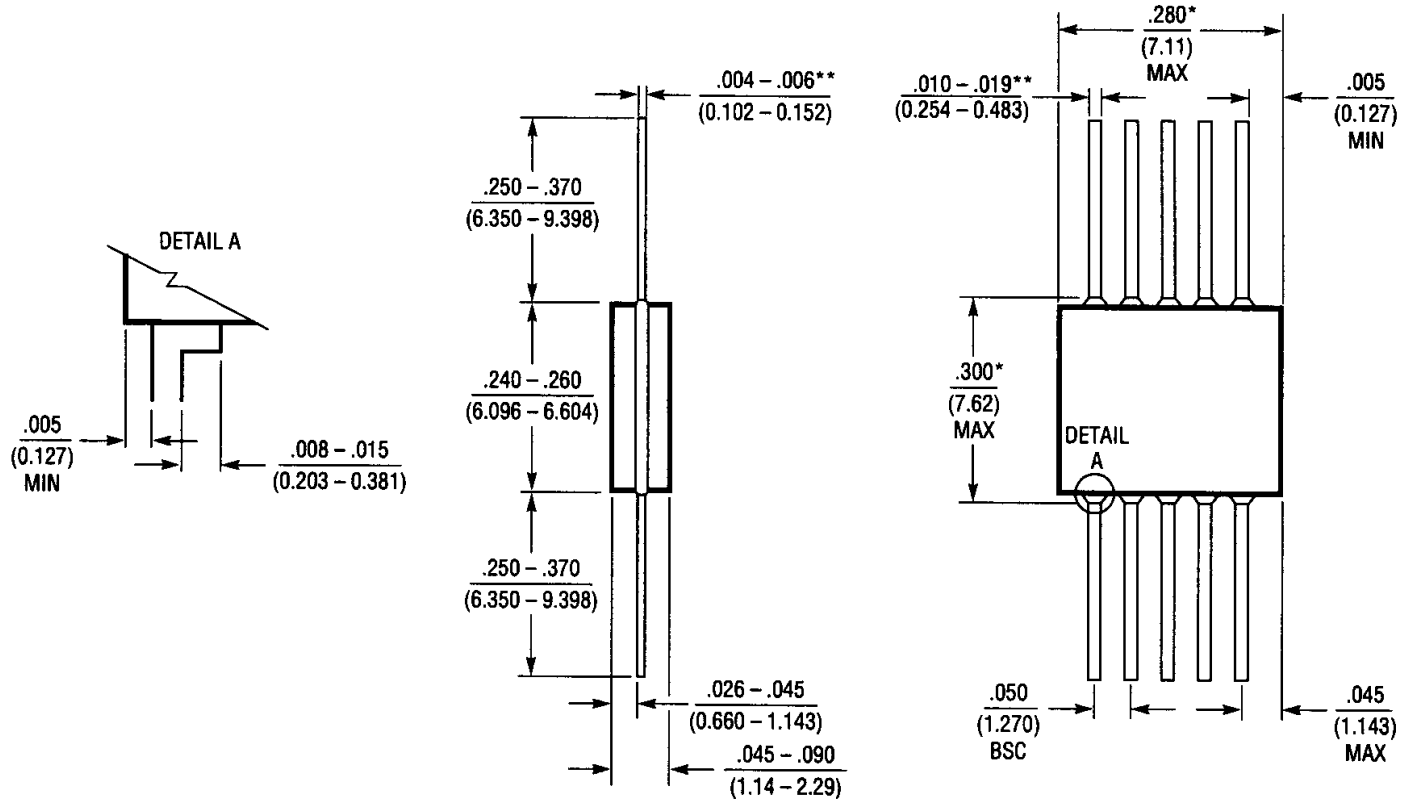 .280*
(7.11)
MAX
.004 – .006**
(0.102 – 0.152)
.010 – .019**
(0.254 – 0.483)
.005
(0.127)
MIN
.250 – .370
(6.350 – 9.398)
DETAIL A
.240 – .260
(6.096 – 6.604)
.300*
(7.62)
MAX
DETAIL
A
.005
(0.127)
MIN
.008 – .015
(0.203 – 0.381)
.250 – .370
(6.350 – 9.398)
.026 – .045
(0.660 – 1.143)
.050
(1.270)
BSC
.045
(1.143)
MAX
.045 – .090
(1.14 – 2.29)